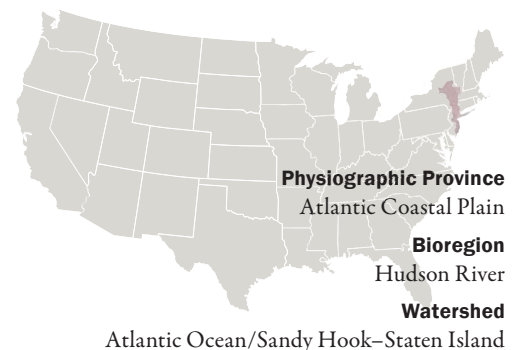 Physiographic Province
Atlantic Coastal Plain
Bioregion
Hudson River
Watershed
Atlantic Ocean/Sandy Hook–Staten Island